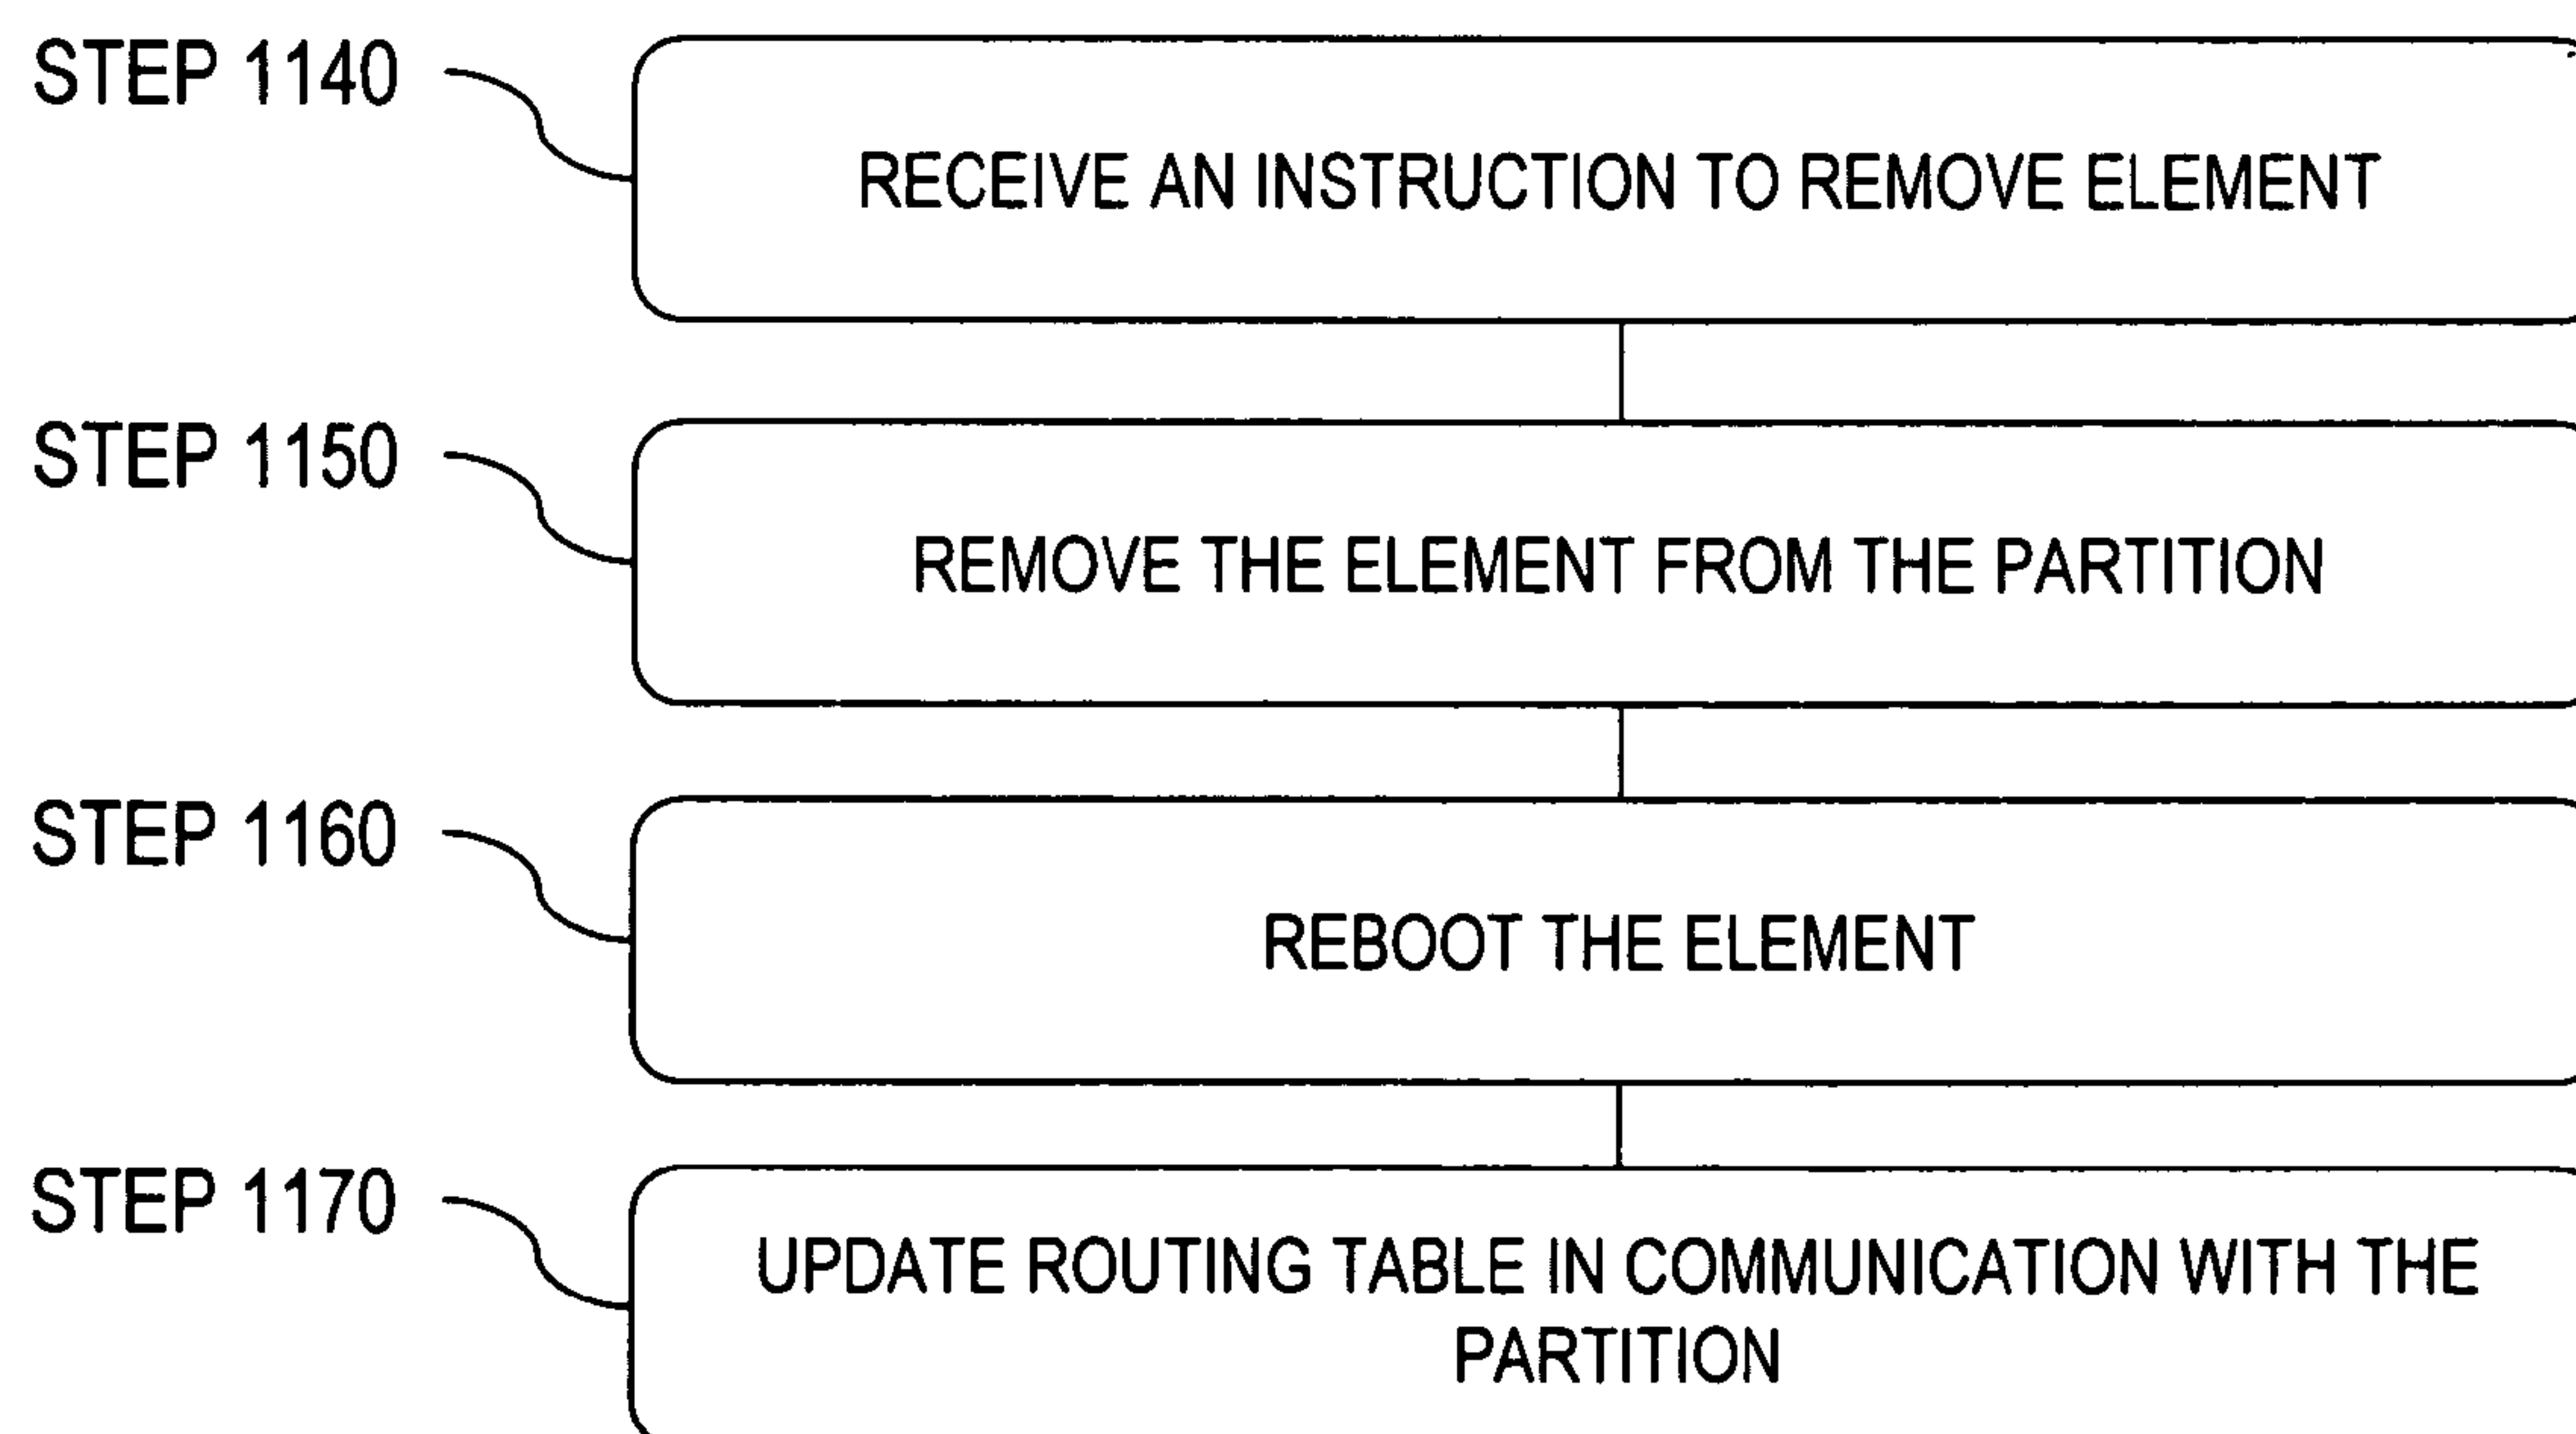 STEP 1140
RECEIVE AN INSTRUCTION TO REMOVE ELEMENT
STEP 1150
REMOVE THE ELEMENT FROM THE PARTITION
STEP 1160
REBOOT THE ELEMENT
STEP 1170
UPDATE ROUTING TABLE IN COMMUNICATION WITH THE
PARTITION